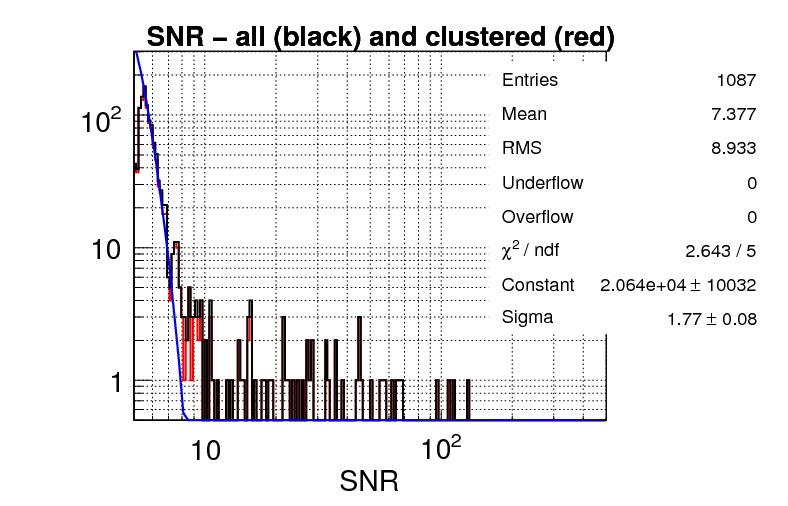 SNR – all (black) and clustered (red)
Entries 1087
Mean 7.377
RMS 8.933
Underflow 0
Overflow 0
χ² / ndf 2.643 / 5
Constant 2.064e+04 ± 10032
Sigma 1.77 ± 0.08
10²
10
1
10
10²
SNR